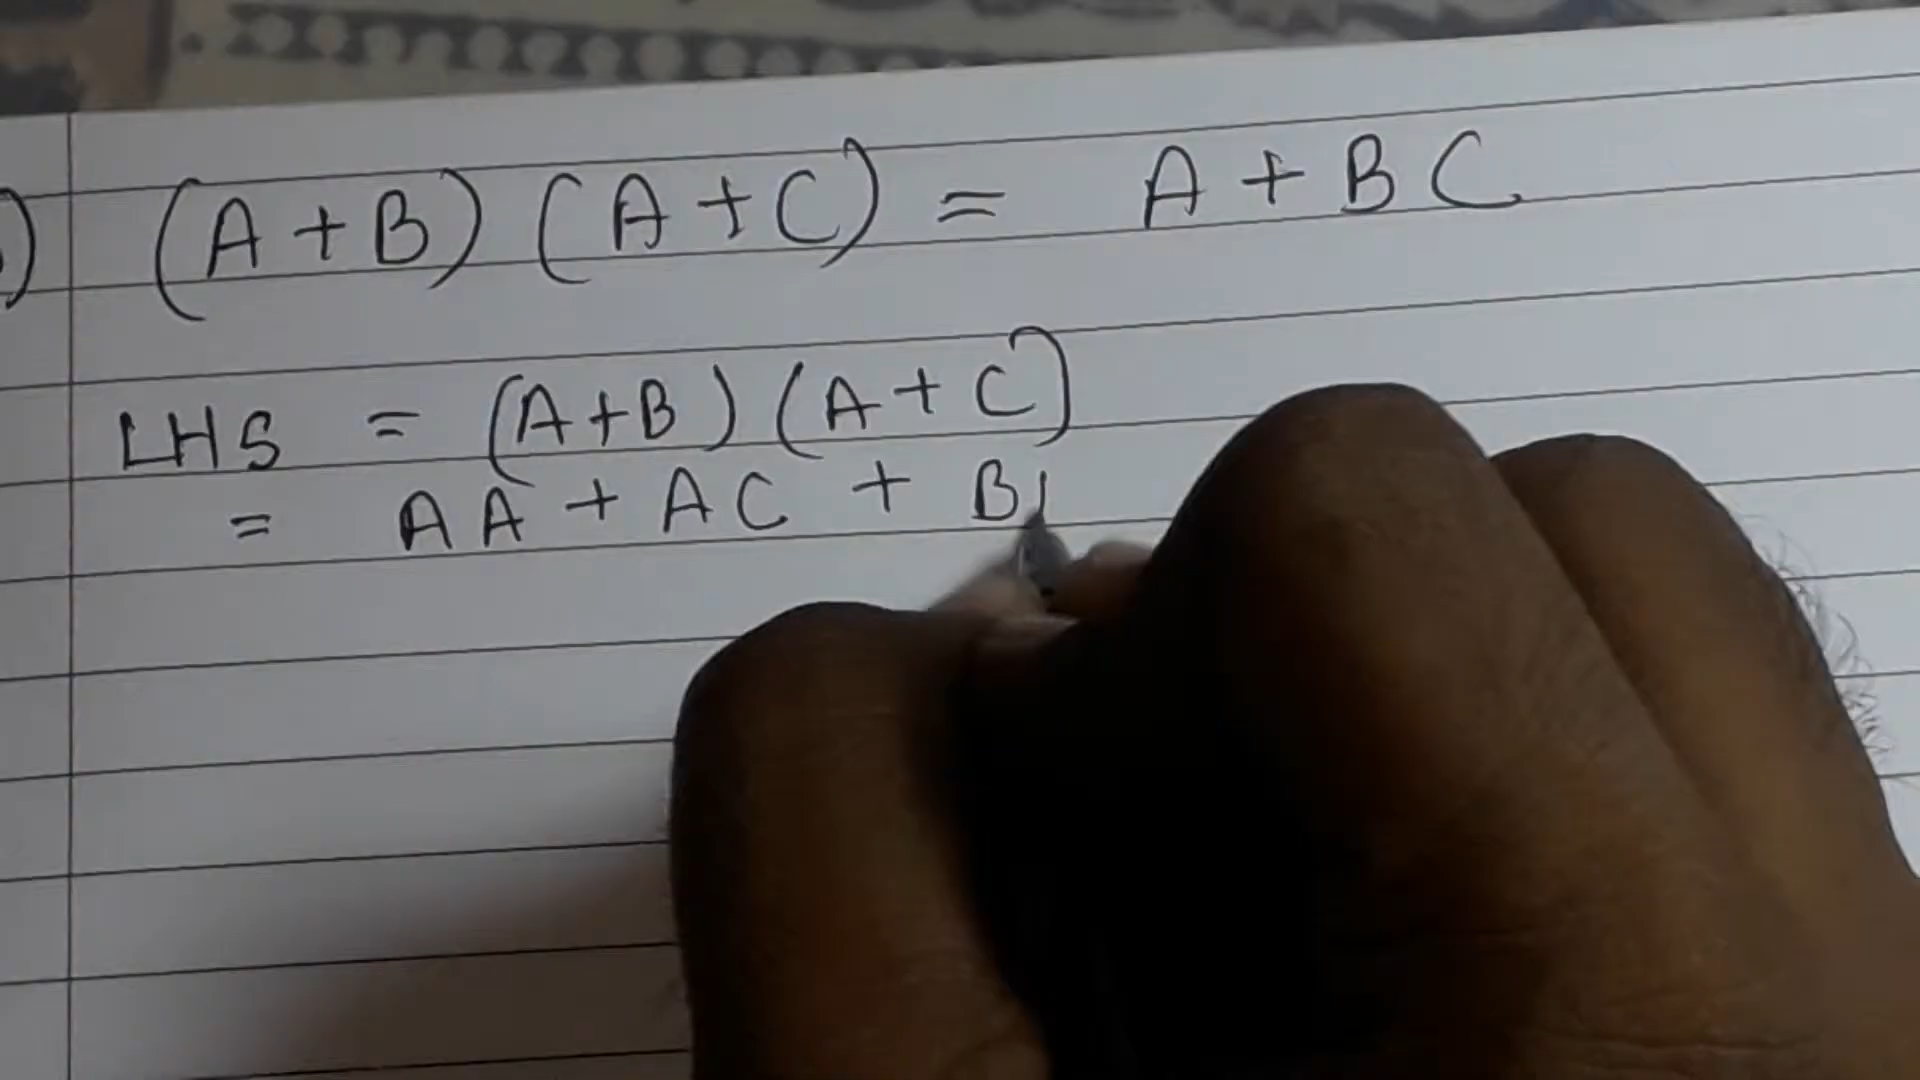 ) (A+B) (A+C) = A+BC
LHS = (A+B) (A+C)
= AA + AC + B